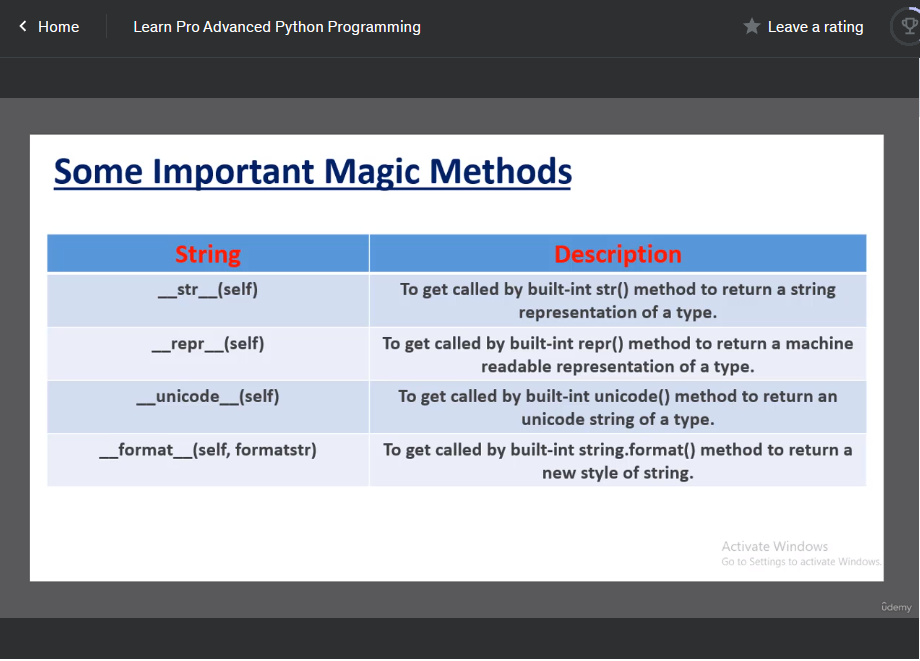 Home
Learn Pro Advanced Python Programming
Leave a rating
Some Important Magic Methods
String
Description
__str__(self)
To get called by built-int str() method to return a string
representation of a type.
__repr__(self)
To get called by built-int repr() method to return a machine
readable representation of a type.
__unicode__(self)
To get called by built-int unicode() method to return an
unicode string of a type.
__format__(self, formatstr)
To get called by built-int string.format() method to return a
new style of string.
Activate Windows
Go to Settings to activate Windows.
ûdemy